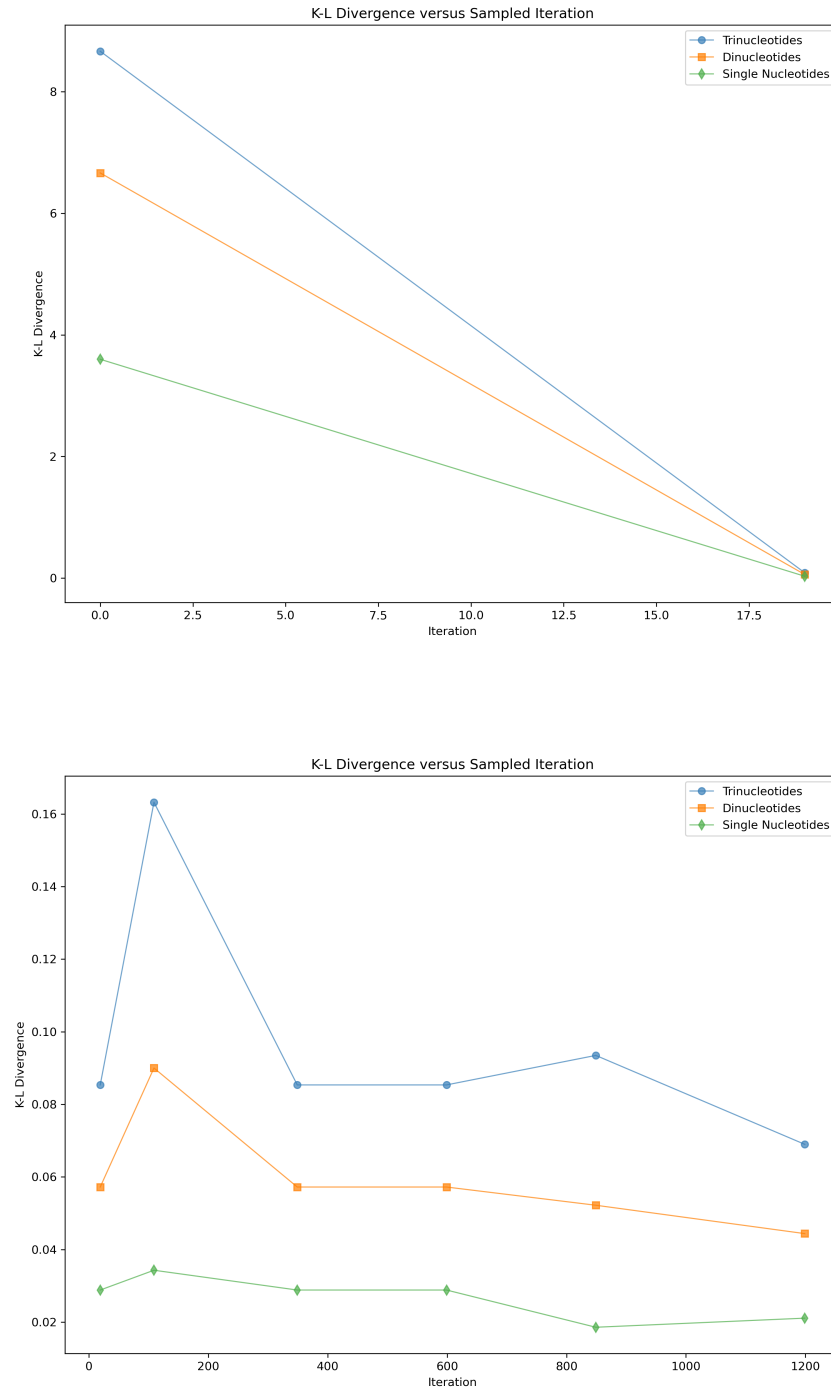 K-L Divergence versus Sampled Iteration
Trinucleotides
Dinucleotides
Single Nucleotides
8
6
4
2
0
K-L Divergence
0.0 2.5 5.0 7.5 10.0 12.5 15.0 17.5
Iteration
K-L Divergence versus Sampled Iteration
Trinucleotides
Dinucleotides
Single Nucleotides
0.16
0.14
0.12
0.10
0.08
0.06
0.04
0.02
K-L Divergence
0 200 400 600 800 1000 1200
Iteration